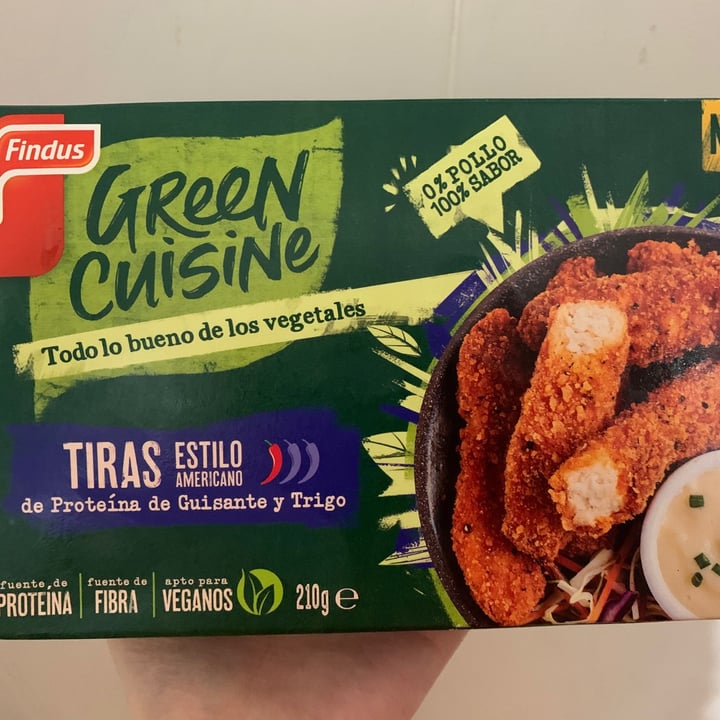 Findus
GREEN
CUISINE
Todo lo bueno de los vegetales
0% POLLO
100% SABOR
TIRAS
ESTILO
AMERICANO
de Proteína de Guisante y Trigo
fuente de
PROTEÍNA
fuente de
FIBRA
apto para
VEGANOS
210g e